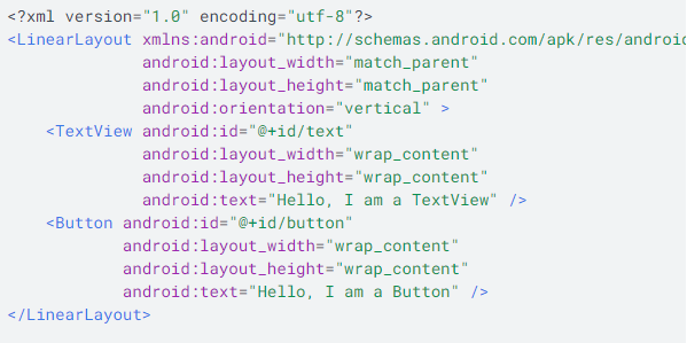 <?xml version="1.0" encoding="utf-8"?>
<LinearLayout xmlns:android="http://schemas.android.com/apk/res/android
              android:layout_width="match_parent"
              android:layout_height="match_parent"
              android:orientation="vertical" >
    <TextView android:id="@+id/text"
              android:layout_width="wrap_content"
              android:layout_height="wrap_content"
              android:text="Hello, I am a TextView" />
    <Button android:id="@+id/button"
            android:layout_width="wrap_content"
            android:layout_height="wrap_content"
            android:text="Hello, I am a Button" />
</LinearLayout>